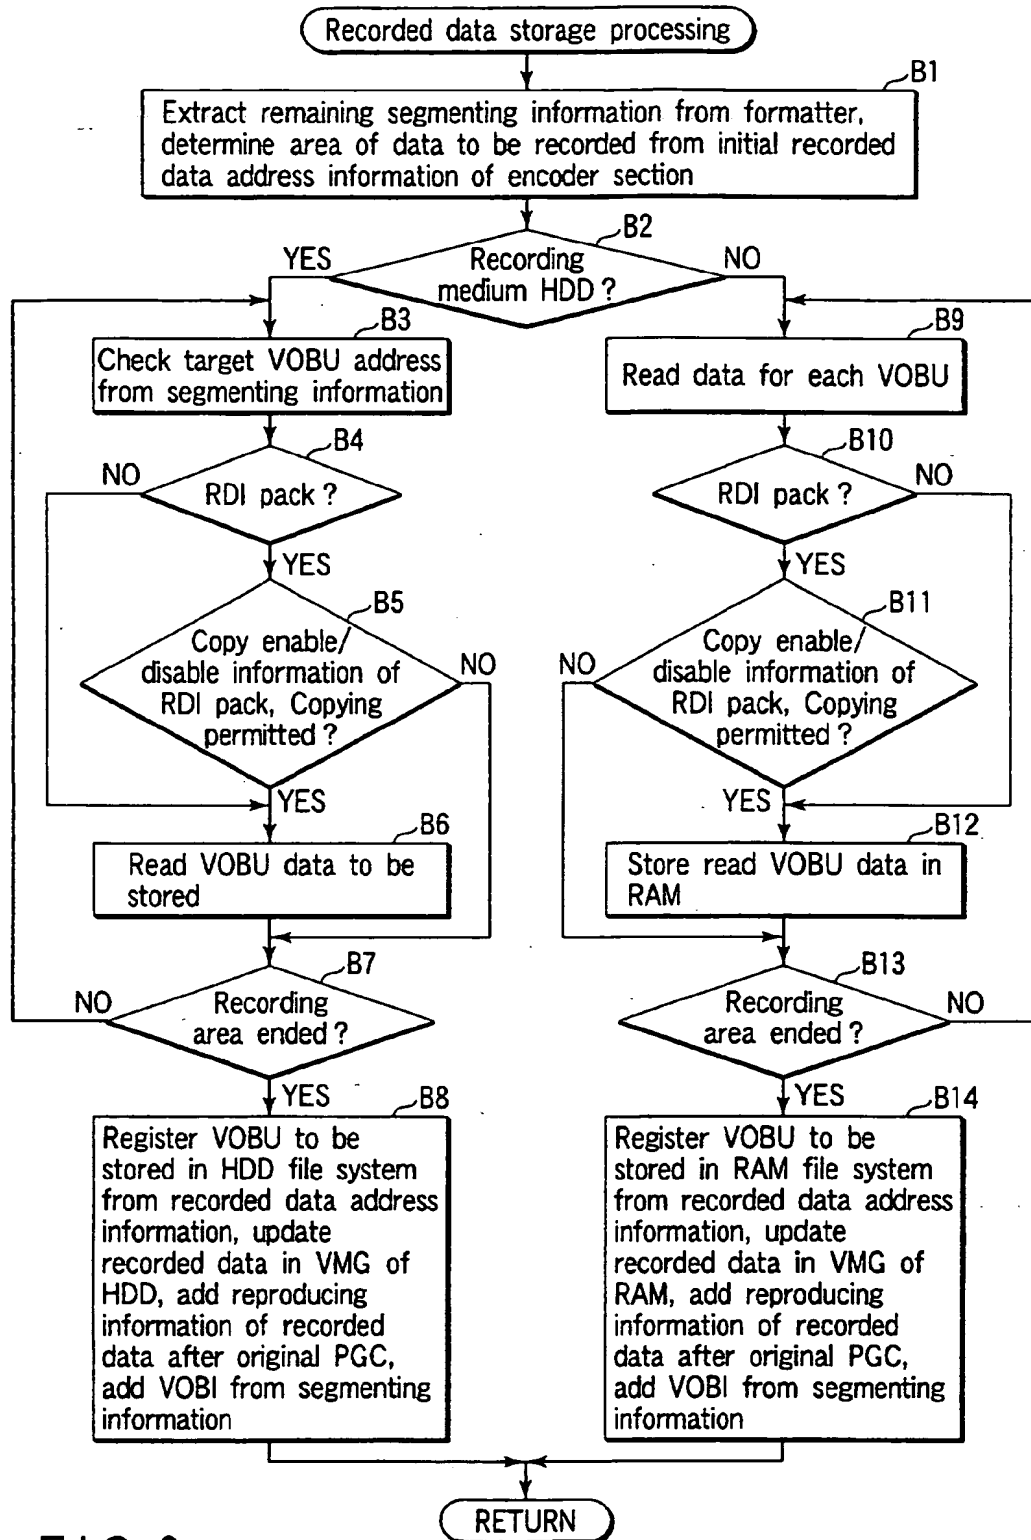 Recorded data storage processing
B1
Extract remaining segmenting information from formatter,
determine area of data to be recorded from initial recorded
data address information of encoder section
B2
YES
NO
Recording
medium HDD ?
B3
Check target VOBU address
from segmenting information
B9
Read data for each VOBU
B4
NO
RDI pack ?
YES
B10
RDI pack ?
NO
YES
B5
Copy enable/
disable information of
RDI pack, Copying
permitted ?
NO
YES
B11
NO
Copy enable/
disable information of
RDI pack, Copying
permitted ?
YES
B6
Read VOBU data to be
stored
B12
Store read VOBU data in
RAM
B7
NO
Recording
area ended ?
YES
B13
Recording
area ended ?
NO
YES
B8
Register VOBU to be
stored in HDD file system
from recorded data address
information, update
recorded data in VMG of
HDD, add reproducing
information of recorded
data after original PGC,
add VOBI from segmenting
information
B14
Register VOBU to be
stored in RAM file system
from recorded data address
information, update
recorded data in VMG of
RAM, add reproducing
information of recorded
data after original PGC,
add VOBI from segmenting
information
RETURN